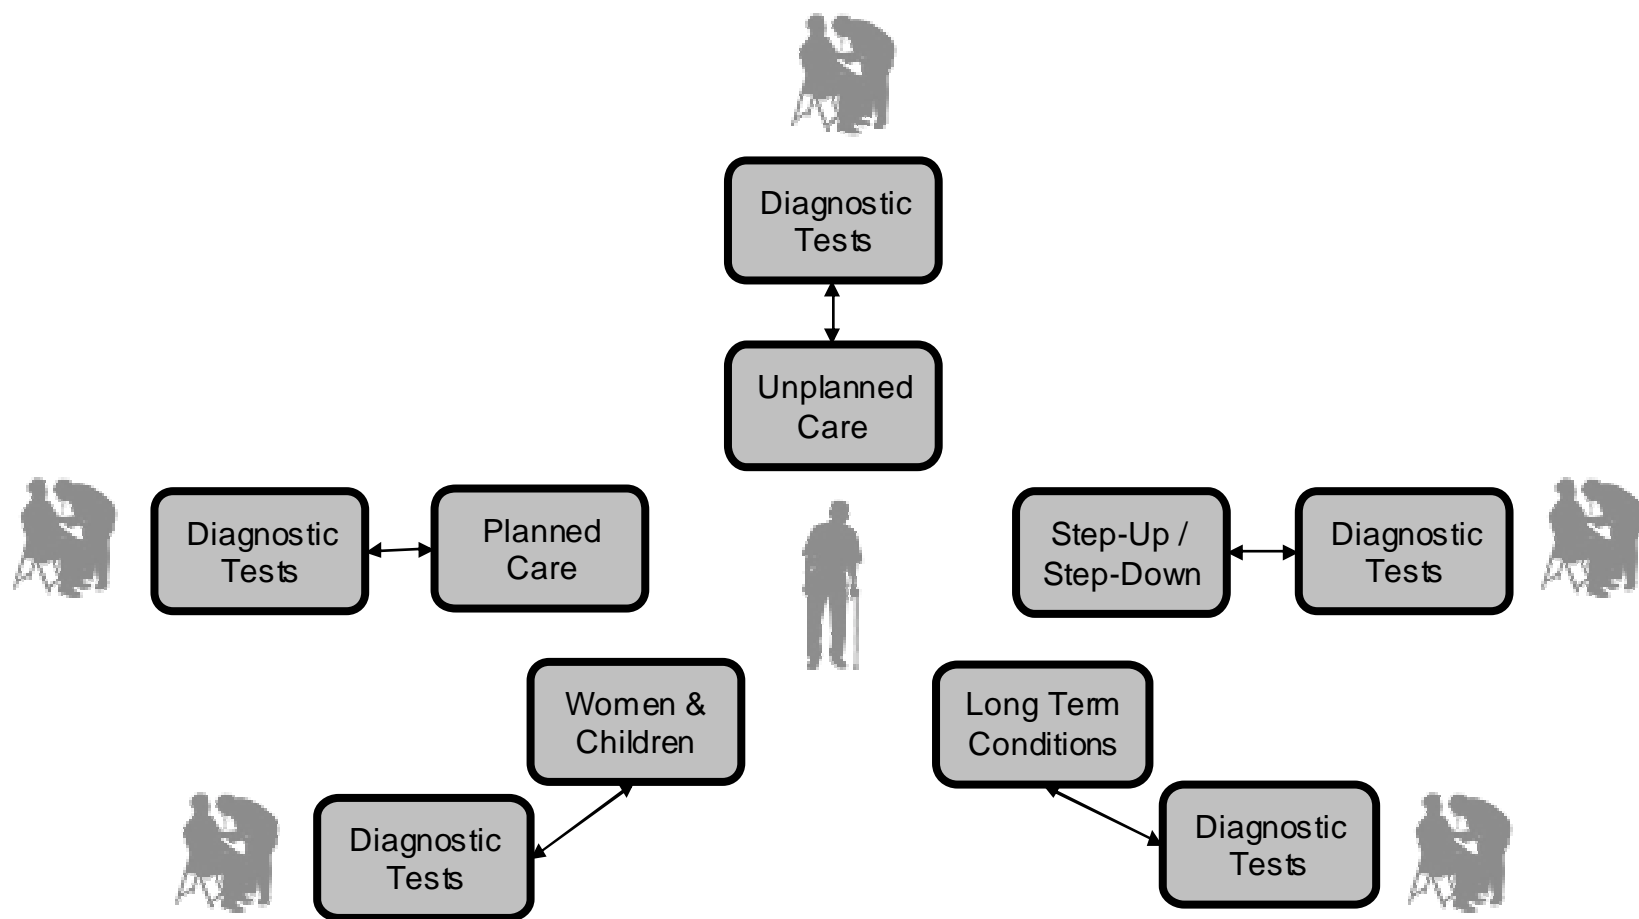 Diagnostic
Tests
Unplanned
Care
Diagnostic
Tests
Planned
Care
Step-Up /
Step-Down
Diagnostic
Tests
Women &
Children
Long Term
Conditions
Diagnostic
Tests
Diagnostic
Tests